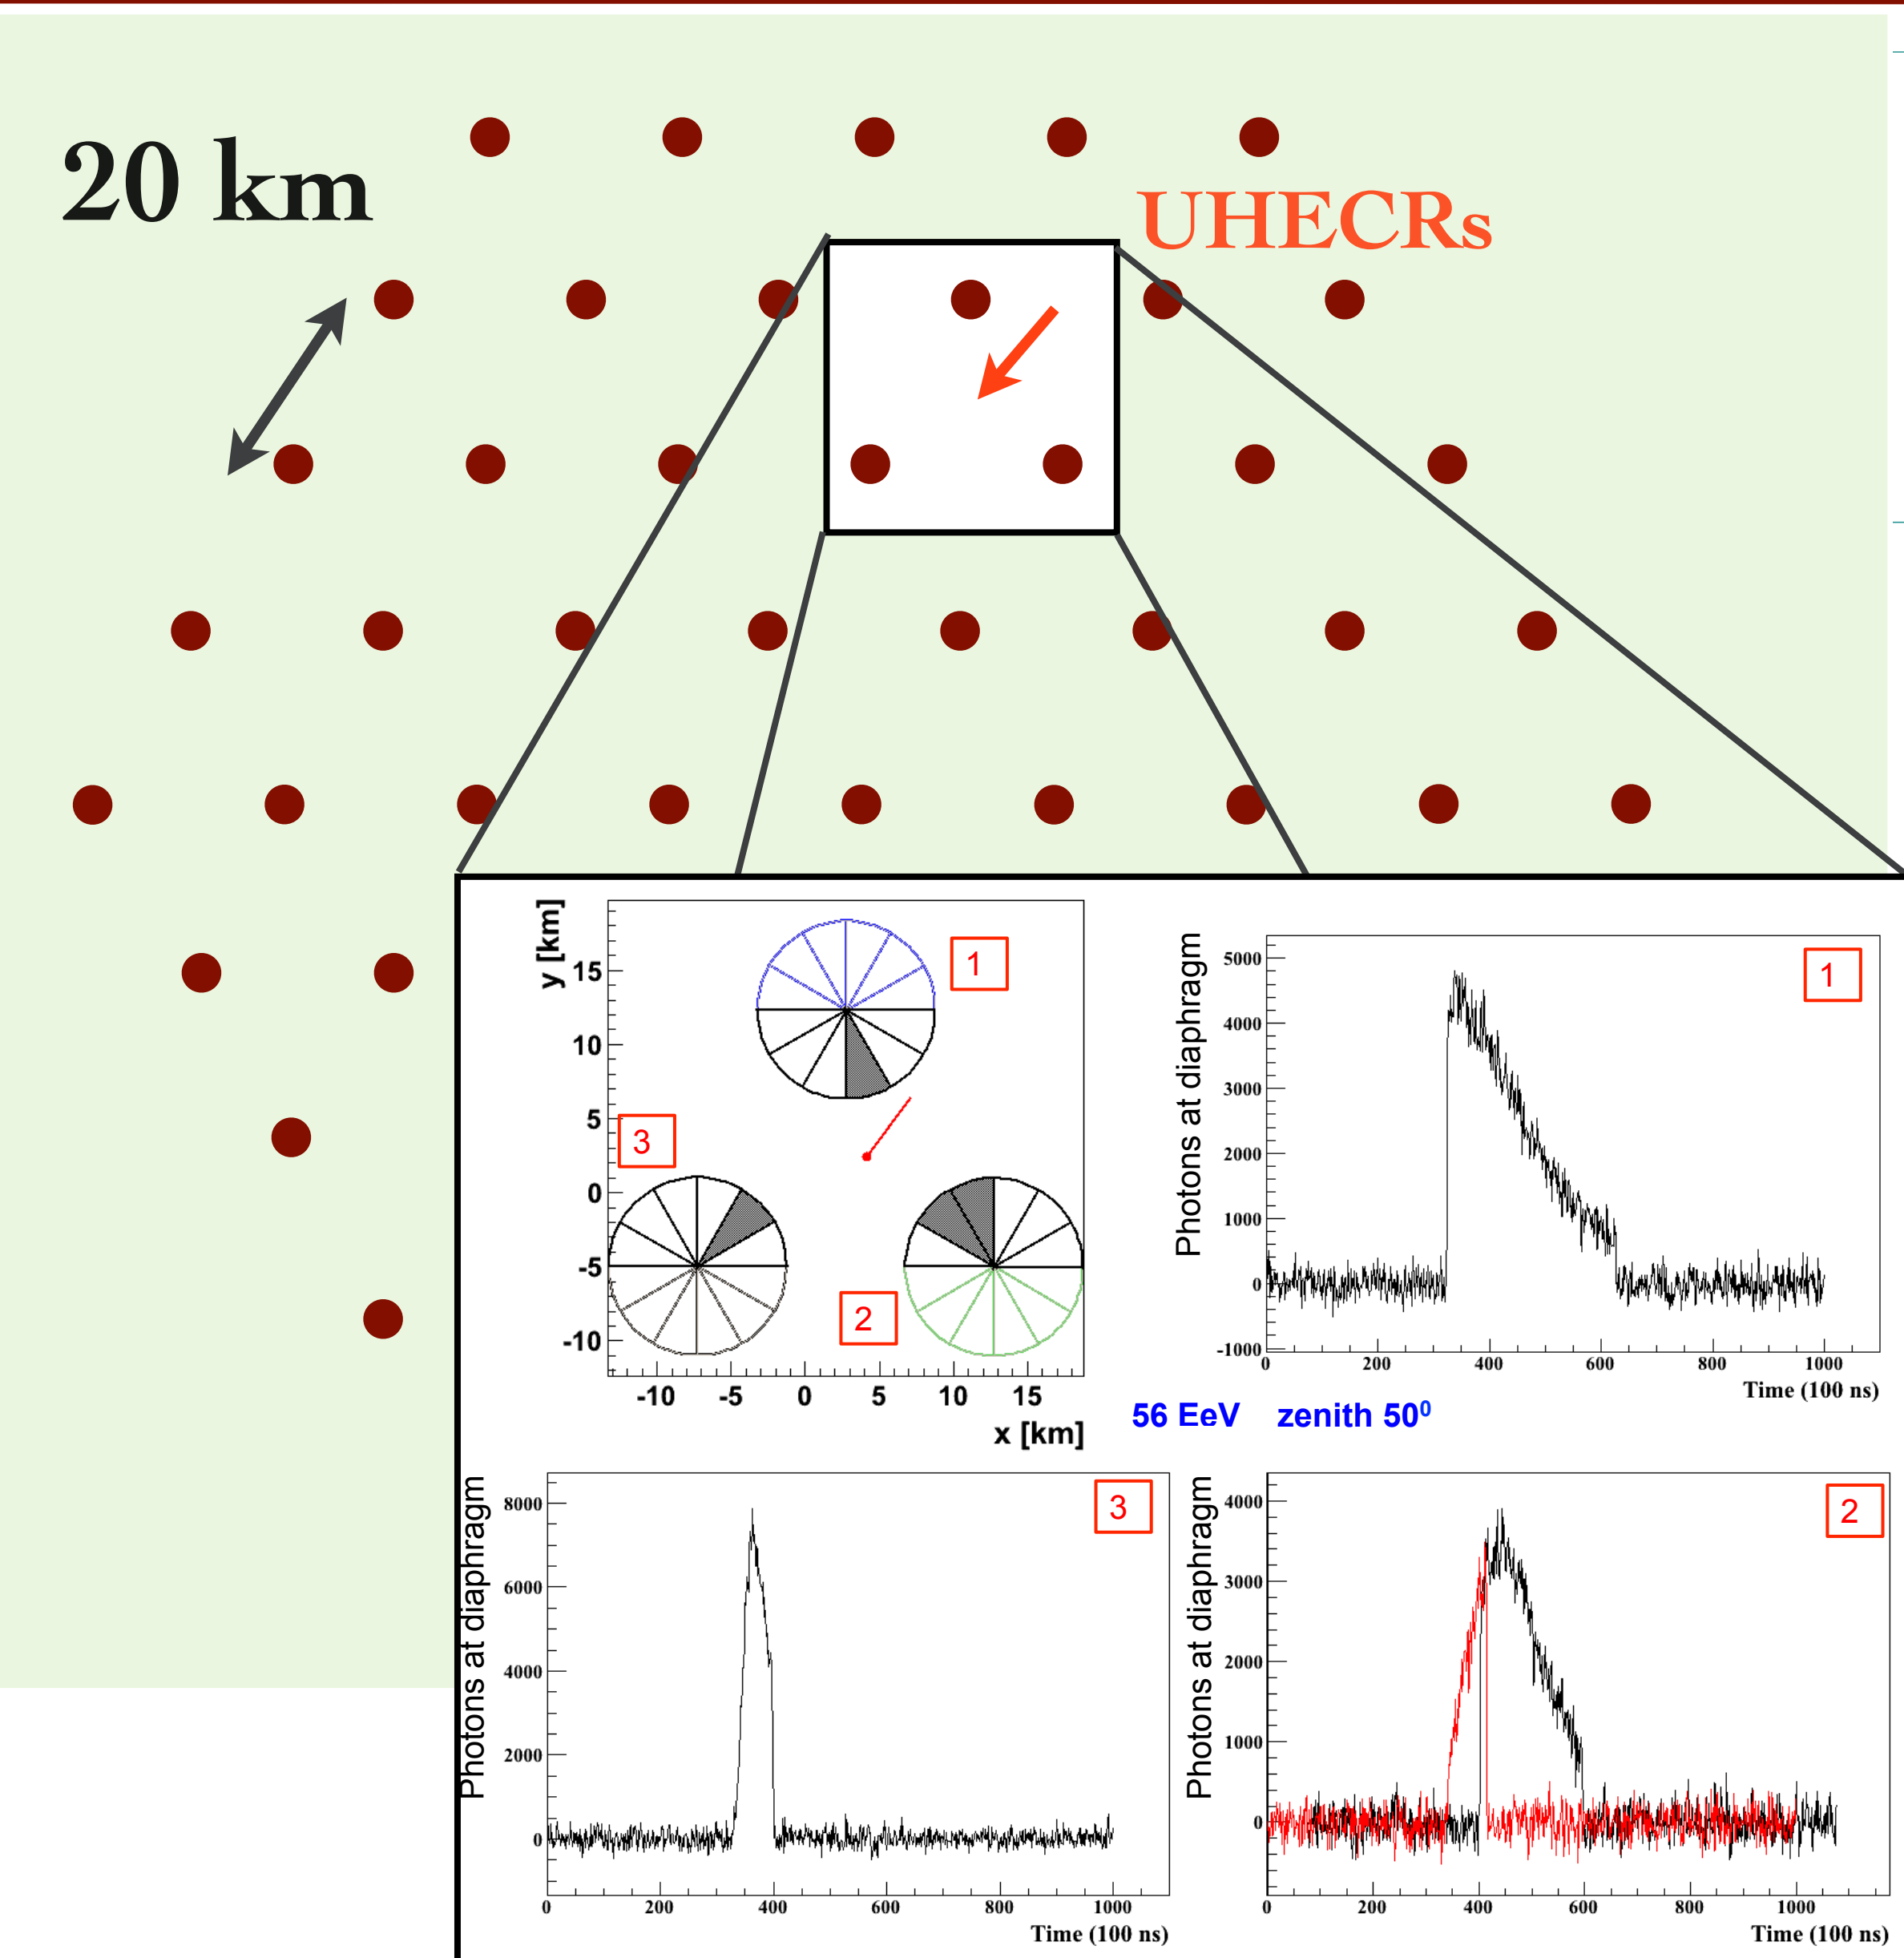 20 km
UHECRs
y [km]
15
10
5
0
-5
-10
-10 -5 0 5 10 15
x [km]
1
3
2
Photons at diaphragm
5000
4000
3000
2000
1000
0
-1000
0 200 400 600 800 1000
Time (100 ns)
1
56 EeV zenith 50⁰
Photons at diaphragm
8000
6000
4000
2000
0
0 200 400 600 800 1000
Time (100 ns)
3
Photons at diaphragm
4000
3000
2000
1000
0
0 200 400 600 800 1000
Time (100 ns)
2